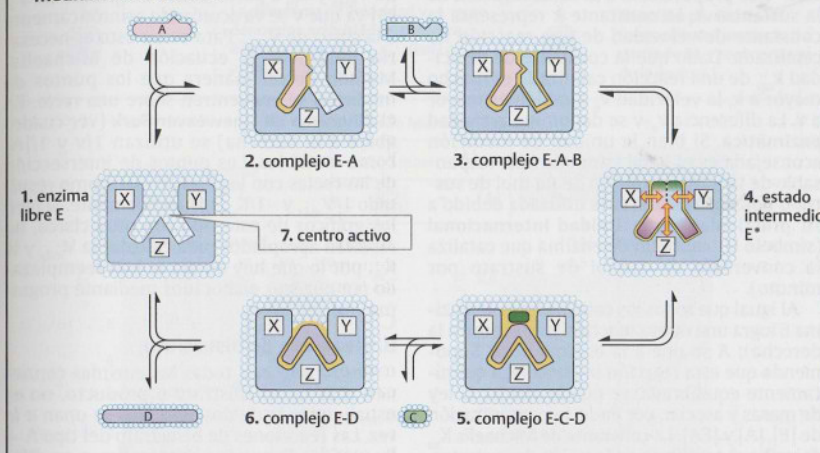 A
B
X
Y
Z
2. complejo E-A
X
Y
Z
3. complejo E-A-B
1. enzima
libre E
X
Y
Z
7. centro activo
X
Y
Z
4. estado
intermedio
E*
X
Y
Z
6. complejo E-D
X
Y
Z
5. complejo E-C-D
D
C